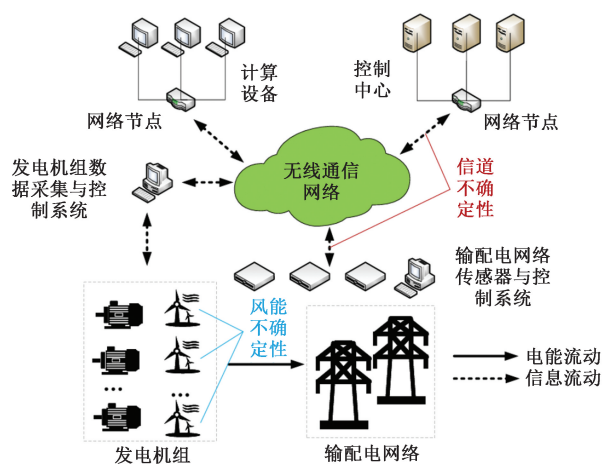 计算
设备
控制
中心
网络节点
网络节点
发电机组数
据采集与控
制系统
无线通信
网络
信道
不确
定性
输配电网络
传感器与控
制系统
风能
不确
定性
...
...
电能流动
信息流动
发电机组
输配电网络